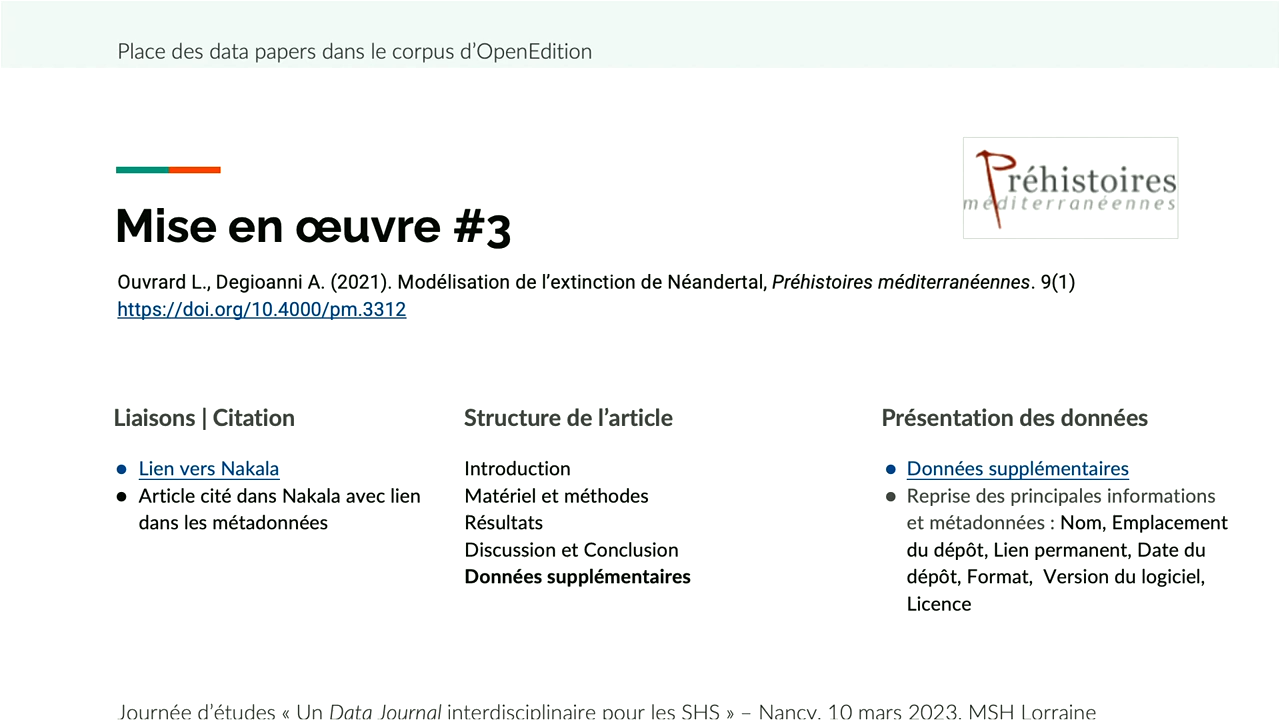 Place des data papers dans le corpus d’OpenEdition
Préhistoires
méditerranéennes
Mise en œuvre #3
Ouvrard L., Degioanni A. (2021). Modélisation de l’extinction de Néandertal, Préhistoires méditerranéennes. 9(1)
https://doi.org/10.4000/pm.3312
Liaisons | Citation
● Lien vers Nakala
● Article cité dans Nakala avec lien
dans les métadonnées
Structure de l’article
Introduction
Matériel et méthodes
Résultats
Discussion et Conclusion
Données supplémentaires
Présentation des données
● Données supplémentaires
● Reprise des principales informations
et métadonnées : Nom, Emplacement
du dépôt, Lien permanent, Date du
dépôt, Format, Version du logiciel,
Licence
Journée d’études « Un Data Journal interdisciplinaire pour les SHS » – Nancy, 10 mars 2023, MSH Lorraine